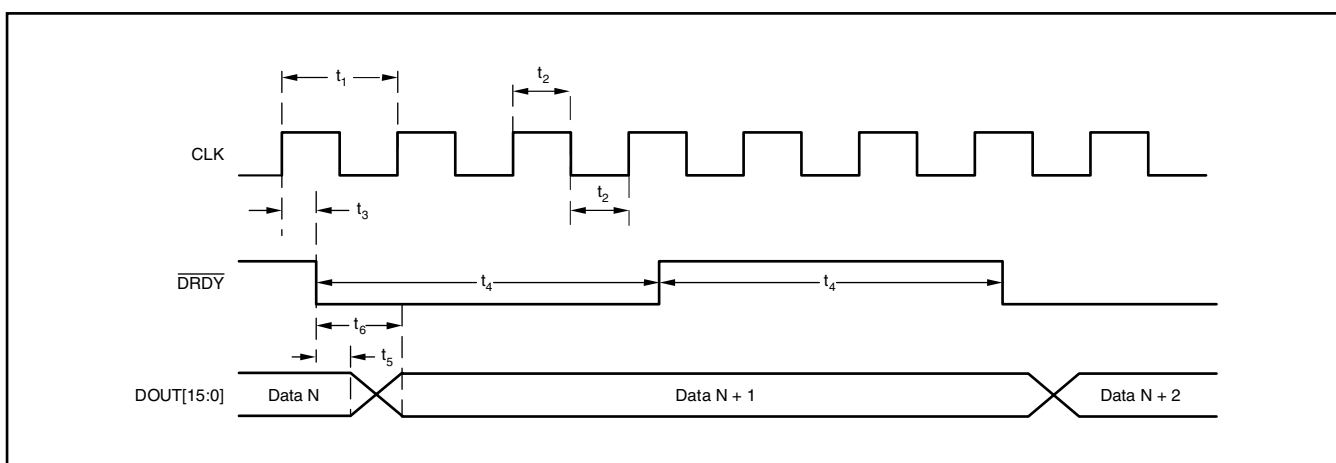 t1
t2
CLK
t2
t3
DRDY
t4
t4
t6
t5
DOUT[15:0]
Data N
Data N + 1
Data N + 2